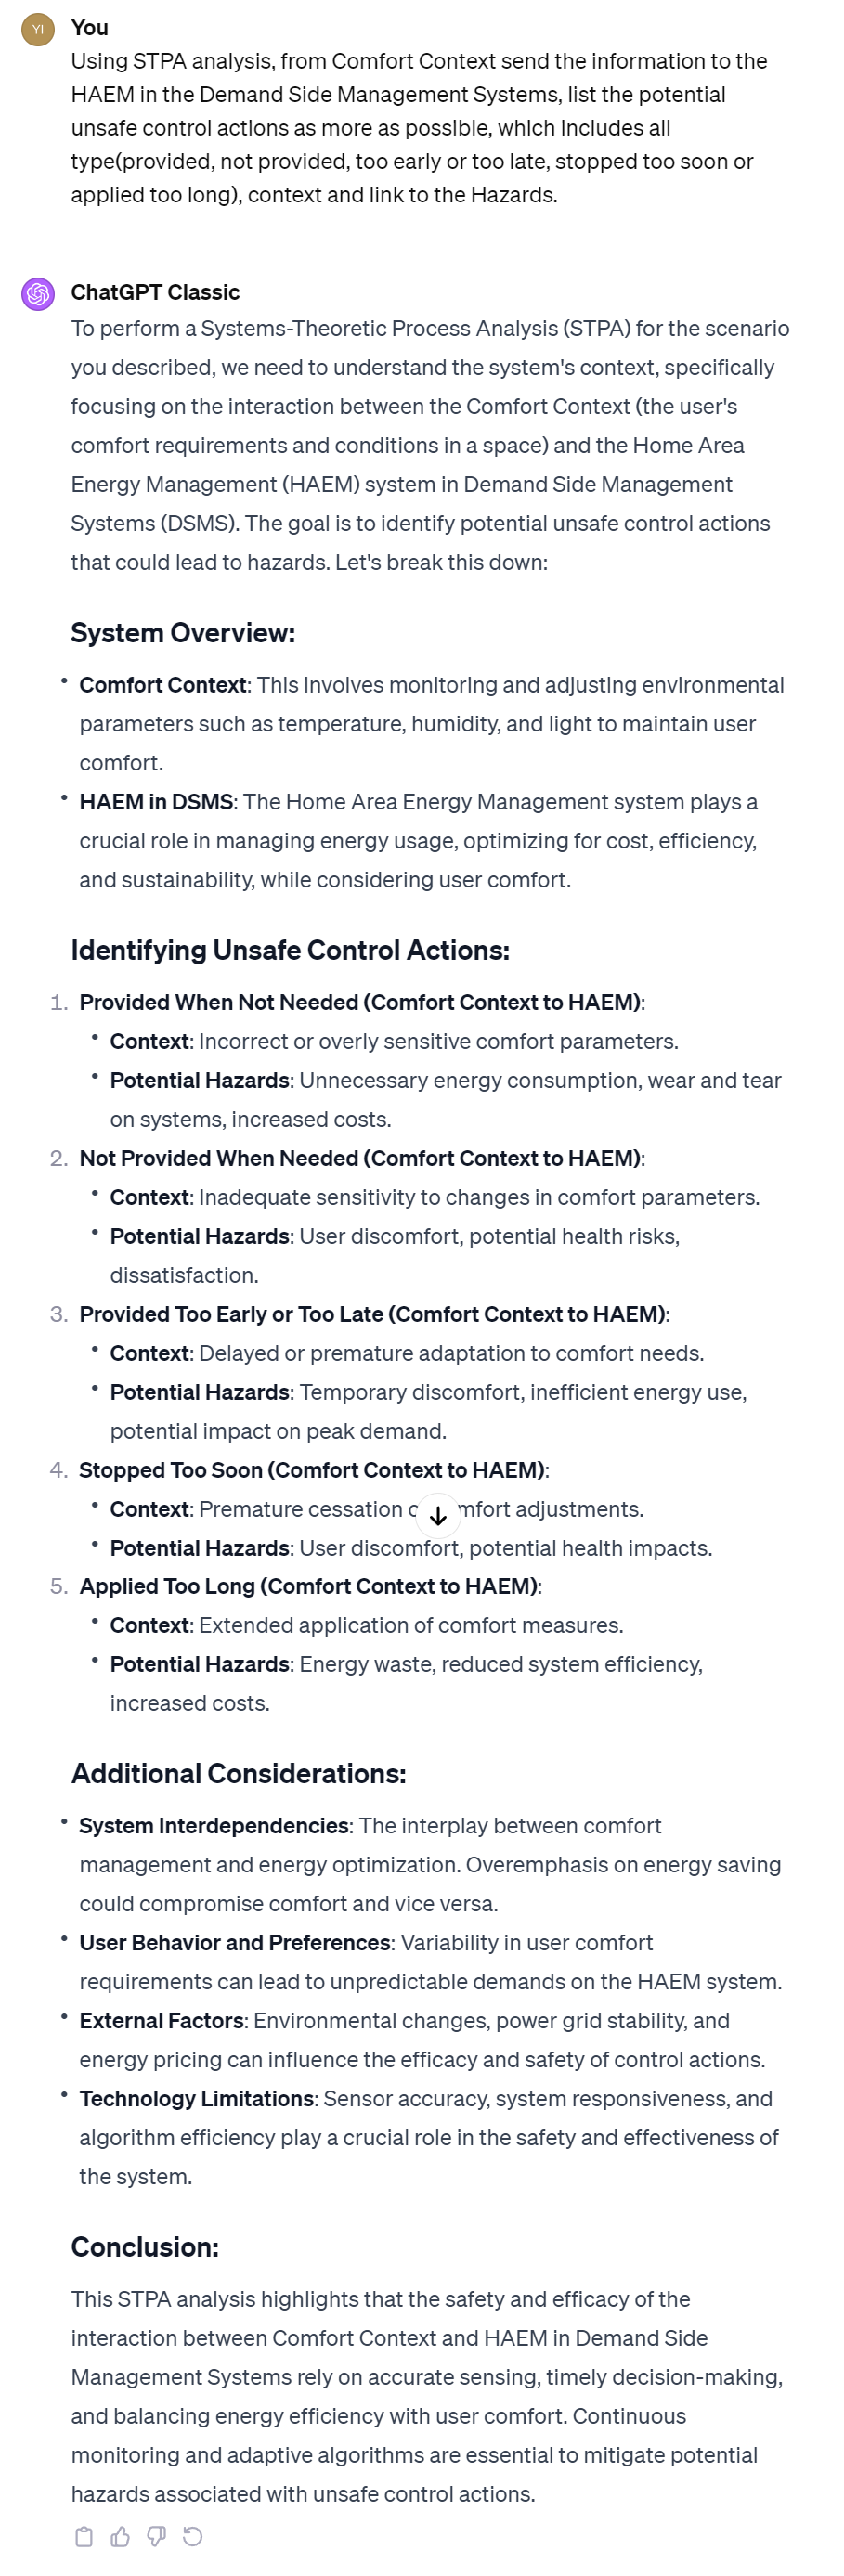 YI
You
Using STPA analysis, from Comfort Context send the information to the
HAEM in the Demand Side Management Systems, list the potential
unsafe control actions as more as possible, which includes all
type(provided, not provided, too early or too late, stopped too soon or
applied too long), context and link to the Hazards.
ChatGPT Classic
To perform a Systems-Theoretic Process Analysis (STPA) for the scenario
you described, we need to understand the system's context, specifically
focusing on the interaction between the Comfort Context (the user's
comfort requirements and conditions in a space) and the Home Area
Energy Management (HAEM) system in Demand Side Management
Systems (DSMS). The goal is to identify potential unsafe control actions
that could lead to hazards. Let's break this down:
System Overview:
• Comfort Context: This involves monitoring and adjusting environmental
parameters such as temperature, humidity, and light to maintain user
comfort.
• HAEM in DSMS: The Home Area Energy Management system plays a
crucial role in managing energy usage, optimizing for cost, efficiency,
and sustainability, while considering user comfort.
Identifying Unsafe Control Actions:
1. Provided When Not Needed (Comfort Context to HAEM):
• Context: Incorrect or overly sensitive comfort parameters.
• Potential Hazards: Unnecessary energy consumption, wear and tear
on systems, increased costs.
2. Not Provided When Needed (Comfort Context to HAEM):
• Context: Inadequate sensitivity to changes in comfort parameters.
• Potential Hazards: User discomfort, potential health risks,
dissatisfaction.
3. Provided Too Early or Too Late (Comfort Context to HAEM):
• Context: Delayed or premature adaptation to comfort needs.
• Potential Hazards: Temporary discomfort, inefficient energy use,
potential impact on peak demand.
4. Stopped Too Soon (Comfort Context to HAEM):
• Context: Premature cessation adjustments.
• Potential Hazards: User discomfort, potential health impacts.
5. Applied Too Long (Comfort Context to HAEM):
• Context: Extended application of comfort measures.
• Potential Hazards: Energy waste, reduced system efficiency,
increased costs.
Additional Considerations:
• System Interdependencies: The interplay between comfort
management and energy optimization. Overemphasis on energy saving
could compromise comfort and vice versa.
• User Behavior and Preferences: Variability in user comfort
requirements can lead to unpredictable demands on the HAEM system.
• External Factors: Environmental changes, power grid stability, and
energy pricing can influence the efficacy and safety of control actions.
• Technology Limitations: Sensor accuracy, system responsiveness, and
algorithm efficiency play a crucial role in the safety and effectiveness of
the system.
Conclusion:
This STPA analysis highlights that the safety and efficacy of the
interaction between Comfort Context and HAEM in Demand Side
Management Systems rely on accurate sensing, timely decision-making,
and balancing energy efficiency with user comfort. Continuous
monitoring and adaptive algorithms are essential to mitigate potential
hazards associated with unsafe control actions.